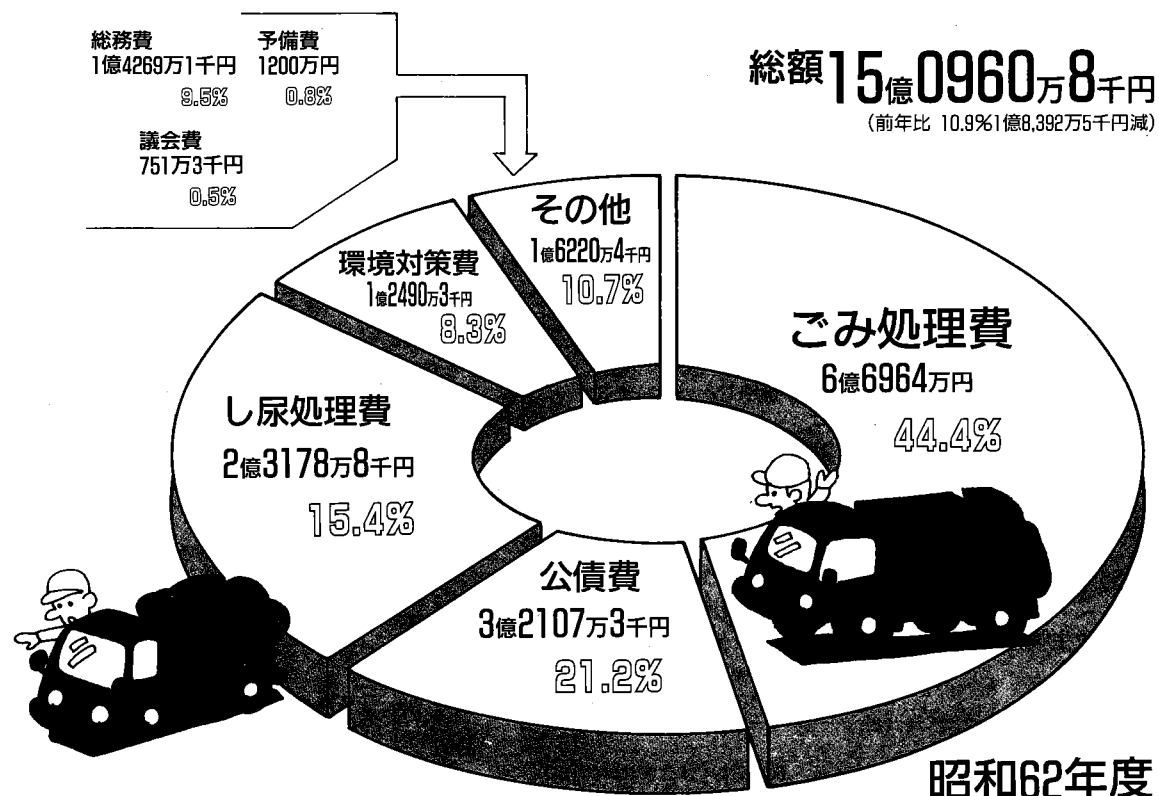 総務費
1億4269万1千円
9.5%
予備費
1200万円
0.8%
議会費
751万3千円
0.5%
総額15億0960万8千円
(前年比 10.9%1億8,392万5千円減)
その他
1億6220万4千円
10.7%
環境対策費
1億2490万3千円
8.3%
ごみ処理費
6億6964万円
44.4%
し尿処理費
2億3178万8千円
15.4%
公債費
3億2107万3千円
21.2%
昭和62年度